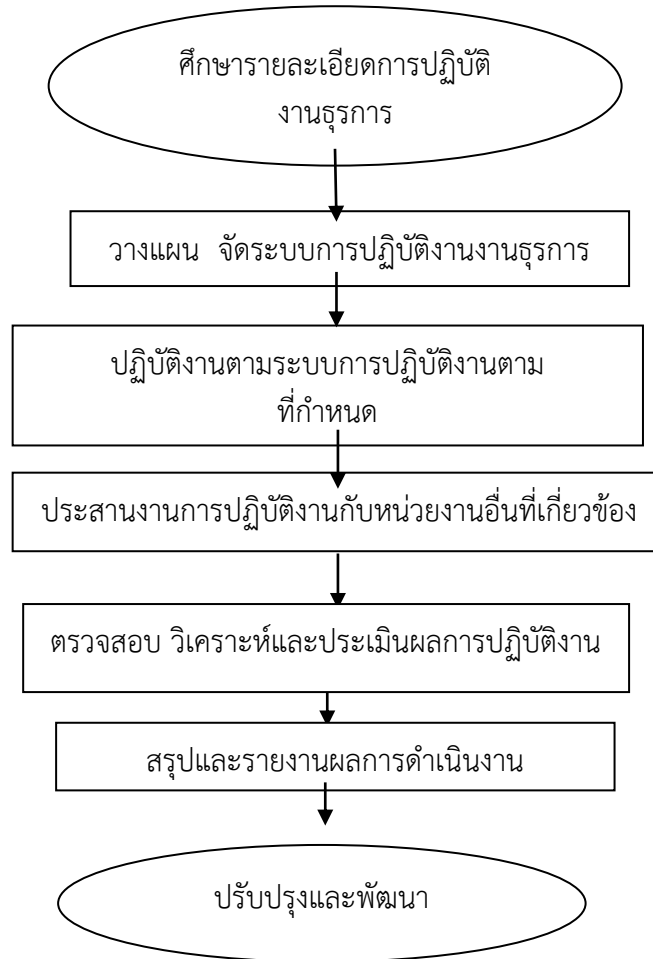 ศึกษารายละเอียดการปฏิบัติ
งานธุรการ
วางแผน จัดระบบการปฏิบัติงานงานธุรการ
ปฏิบัติงานตามระบบการปฏิบัติงานตาม
ที่กำหนด
ประสานงานการปฏิบัติงานกับหน่วยงานอื่นที่เกี่ยวข้อง
ตรวจสอบ วิเคราะห์และประเมินผลการปฏิบัติงาน
สรุปและรายงานผลการดำเนินงาน
ปรับปรุงและพัฒนา